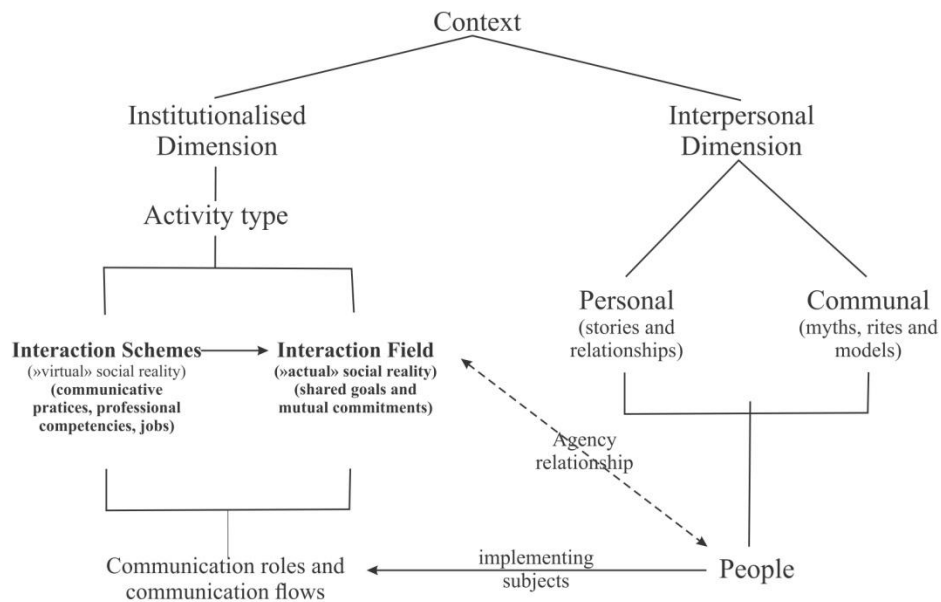 Context
Institutionalised
Dimension
Interpersonal
Dimension
Activity type
Personal
(stories and
relationships)
Communal
(myths, rites and
models)
Interaction Schemes
(»virtual» social reality)
(communicative
pratices, professional
competencies, jobs)
Interaction Field
(»actual» social reality)
(shared goals and
mutual commitments)
Agency
relationship
Communication roles and
communication flows
implementing
subjects
People